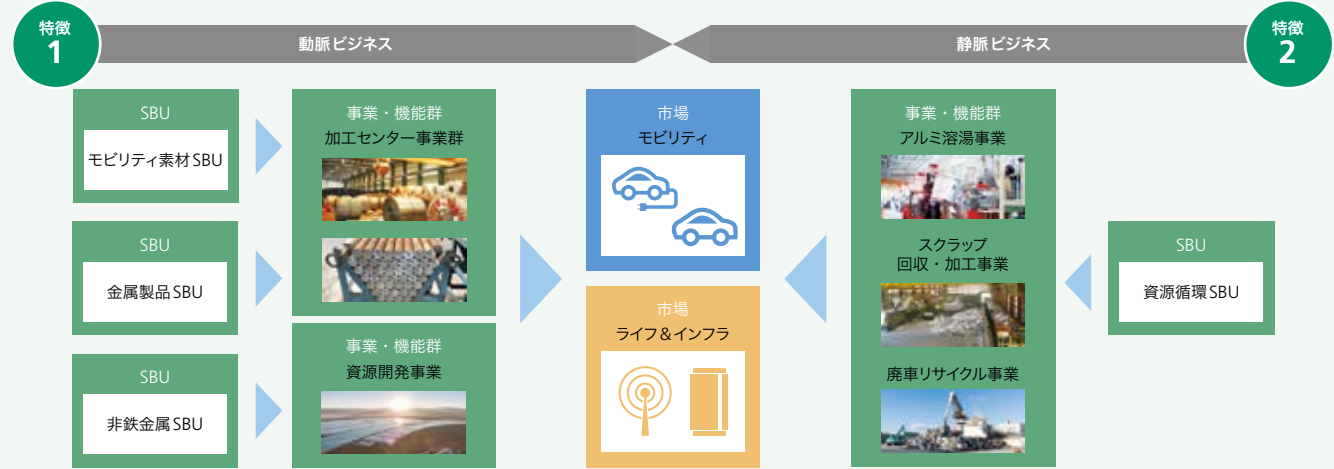 特徴
1
動脈ビジネス
静脈ビジネス
特徴
2
SBU
モビリティ素材SBU
SBU
金属製品SBU
SBU
非鉄金属SBU
事業・機能群
加工センター事業群
事業・機能群
資源開発事業
市場
モビリティ
市場
ライフ＆インフラ
事業・機能群
アルミ溶湯事業
スクラップ
回収・加工事業
廃車リサイクル事業
SBU
資源循環SBU